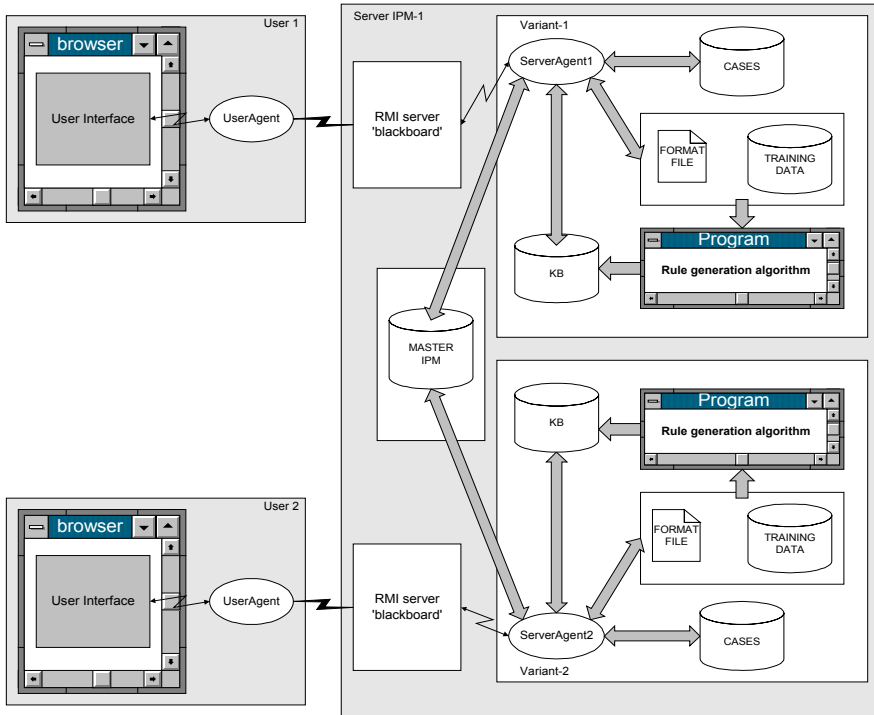 User 1
browser
User Interface
UserAgent
Server IPM-1
RMI server
'blackboard'
Variant-1
ServerAgent1
CASES
FORMAT
FILE
TRAINING
DATA
Program
Rule generation algorithm
KB
MASTER
IPM
KB
Program
Rule generation algorithm
FORMAT
FILE
TRAINING
DATA
User 2
browser
User Interface
UserAgent
RMI server
'blackboard'
ServerAgent2
CASES
Variant-2